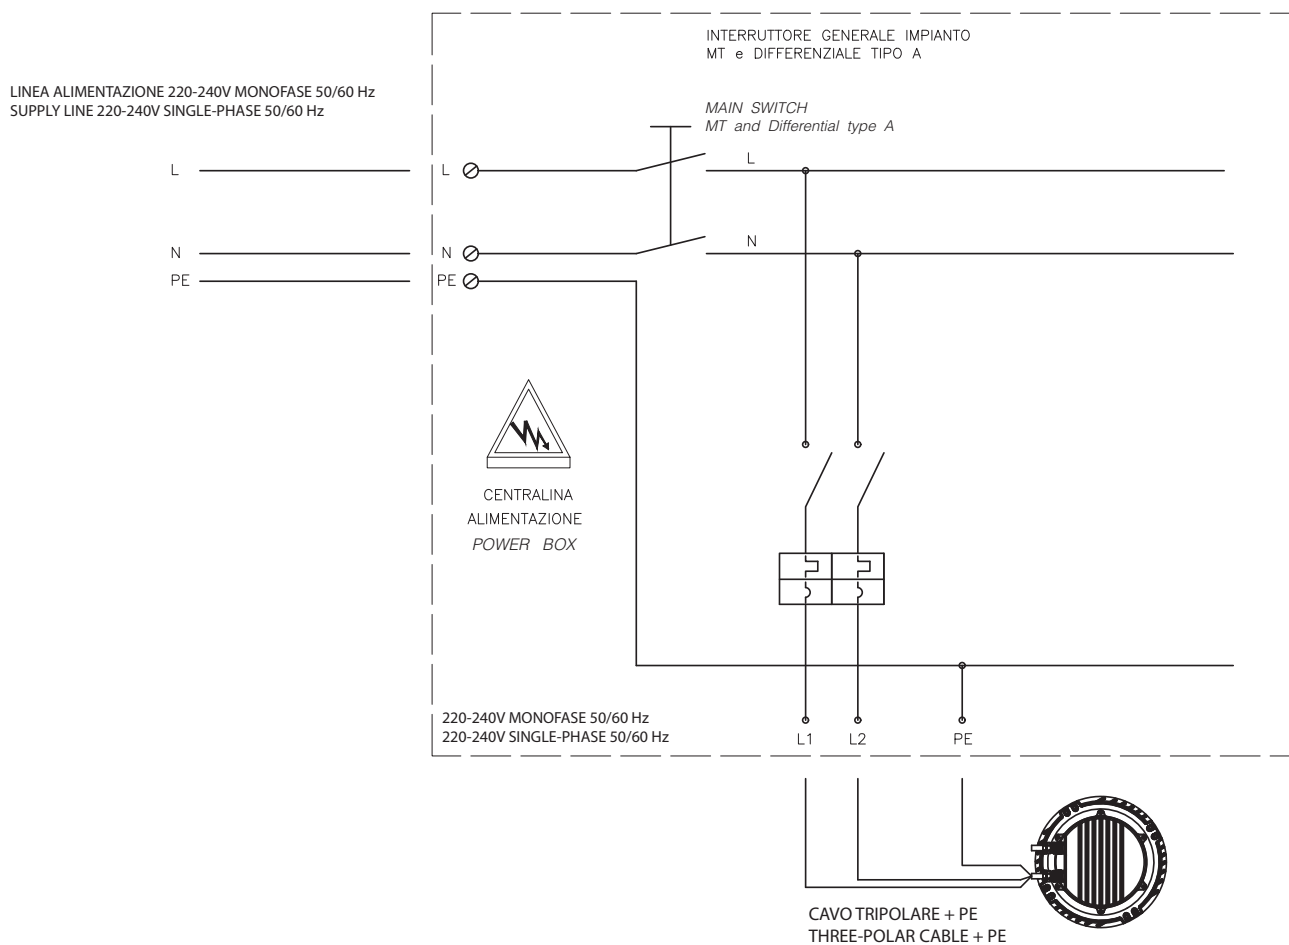 INTERRUTTORE GENERALE IMPIANTO
MT e DIFFERENZIALE TIPO A
LINEA ALIMENTAZIONE 220-240V MONOFASE 50/60 Hz
SUPPLY LINE 220-240V SINGLE-PHASE 50/60 Hz
MAIN SWITCH
MT and Differential type A
L
L
L
N
N
N
PE
PE
CENTRALINA
ALIMENTAZIONE
POWER BOX
220-240V MONOFASE 50/60 Hz
220-240V SINGLE-PHASE 50/60 Hz
L1
L2
PE
CAVO TRIPOLARE + PE
THREE-POLAR CABLE + PE